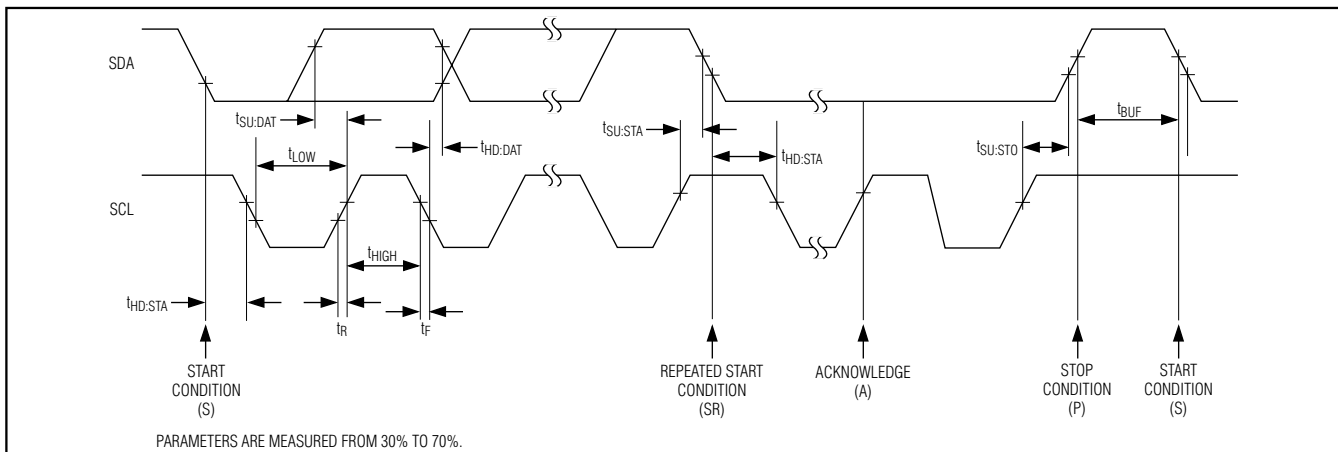 SDA
tSU:DAT
tLOW
tHD:DAT
tSU:STA
tHD:STA
tSU:STO
tBUF
SCL
tHIGH
tHD:STA
tR
tF
START
CONDITION
(S)
REPEATED START
CONDITION
(SR)
ACKNOWLEDGE
(A)
STOP
CONDITION
(P)
START
CONDITION
(S)
PARAMETERS ARE MEASURED FROM 30% TO 70%.